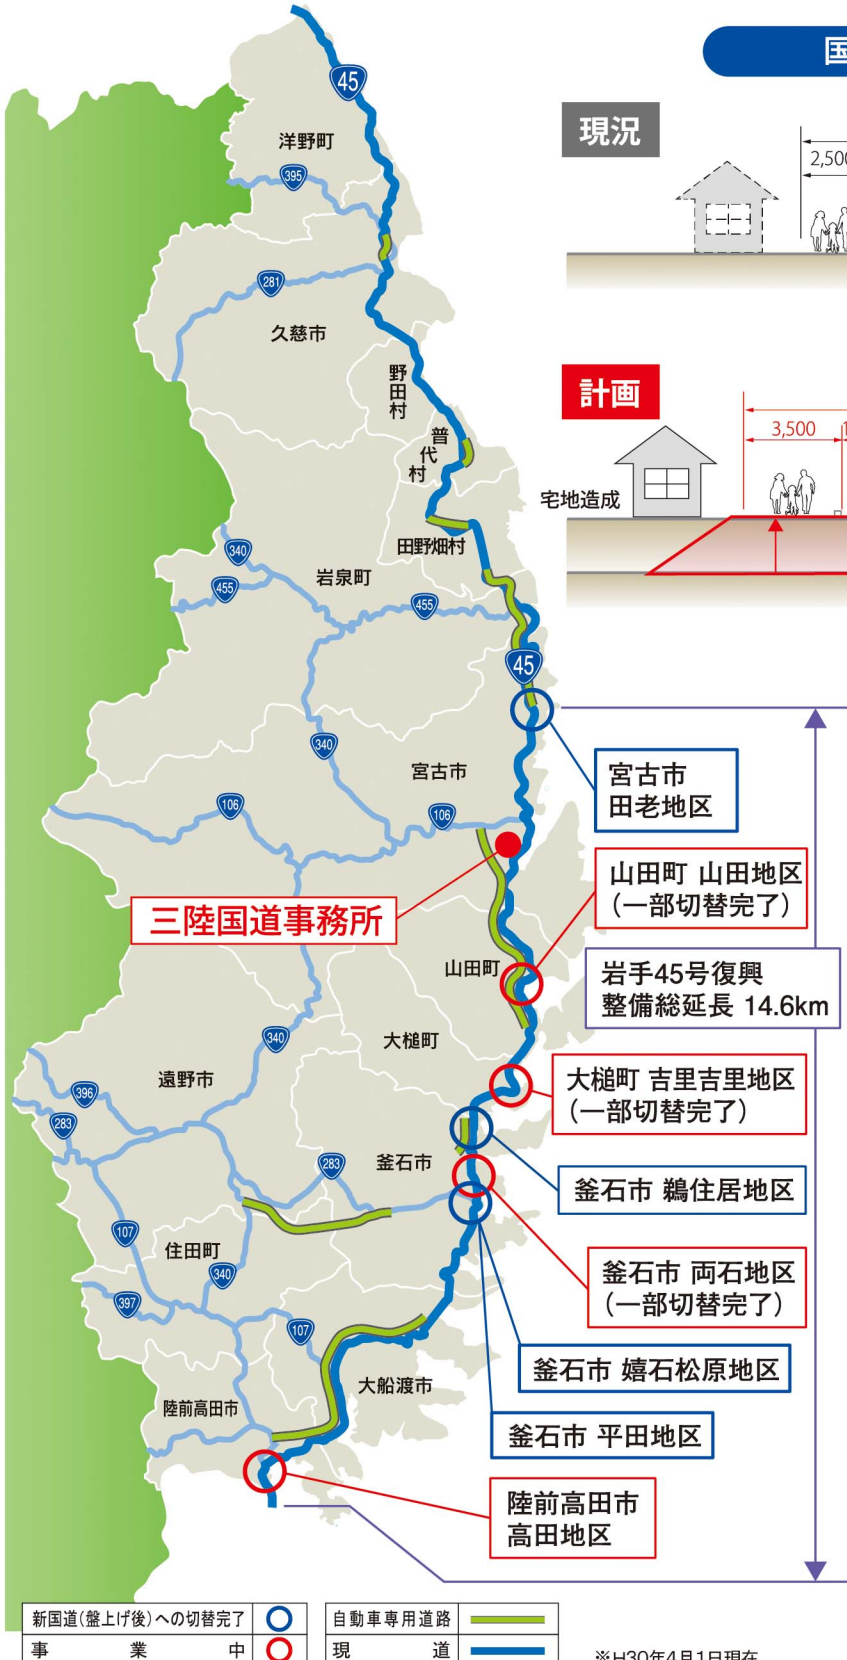 国
現況
2,500
計画
3,500
宅地造成
45
洋野町
395
281
久慈市
野田村
普代村
田野畑村
340
岩泉町
455
455
45
340
宮古市
106
106
宮古市
田老地区
山田町 山田地区
(一部切替完了)
三陸国道事務所
山田町
岩手45号復興
整備総延長 14.6km
340
大槌町
遠野市
396
283
大槌町 吉里吉里地区
(一部切替完了)
釜石市
283
釜石市 鵜住居地区
107
住田町
340
397
107
釜石市 両石地区
(一部切替完了)
釜石市 嬉石松原地区
大船渡市
陸前高田市
釜石市 平田地区
陸前高田市
高田地区
新国道(盤上げ後)への切替完了
事業中
自動車専用道路
現道
※H30年4月1日現在